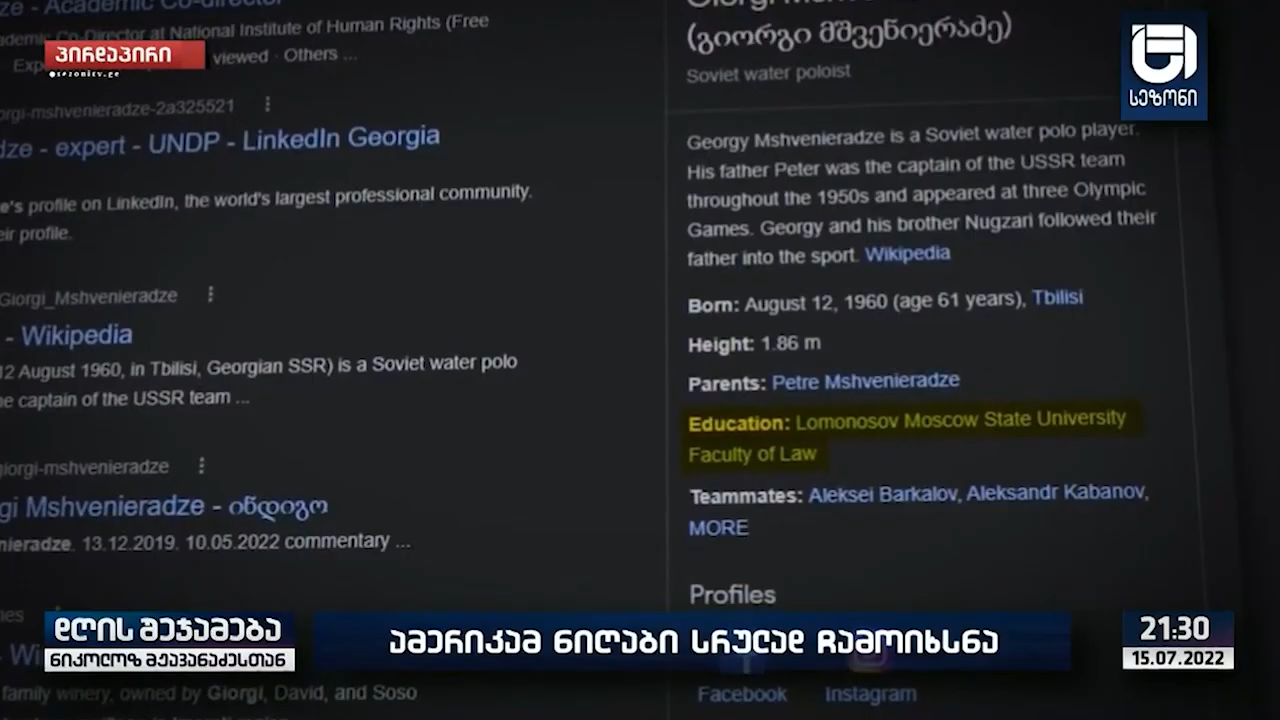 ze - Academic Co-director
ademic Co-Director at National Institute of Human Rights (Free
viewed · Others ...
პირდაპირი
sezonitv.ge
orgi-mshvenieradze-2a325521
dze - expert - UNDP - LinkedIn Georgia
e's profile on LinkedIn, the world's largest professional community.
eir profile.
Giorgi_Mshvenieradze
- Wikipedia
12 August 1960, in Tbilisi, Georgian SSR) is a Soviet water polo
he captain of the USSR team ...
giorgi-mshvenieradze
gi Mshvenieradze - ინდიგო
nieradze. 13.12.2019. 10.05.2022 commentary ...
family winery, owned by Giorgi, David, and Soso
(გიორგი მშვენიერაძე)
Soviet water poloist
Georgy Mshvenieradze is a Soviet water polo player.
His father Peter was the captain of the USSR team
throughout the 1950s and appeared at three Olympic
Games. Georgy and his brother Nugzari followed their
father into the sport. Wikipedia
Born: August 12, 1960 (age 61 years), Tbilisi
Height: 1.86 m
Parents: Petre Mshvenieradze
Education: Lomonosov Moscow State University
Faculty of Law
Teammates: Aleksei Barkalov, Aleksandr Kabanov,
MORE
Profiles
Facebook Instagram
სეზონი
დღის შეჯამება
ნიკოლოზ მჟავანაძესთან
ამერიკამ ნიღაბი სრულად ჩამოიხსნა
21:30
15.07.2022